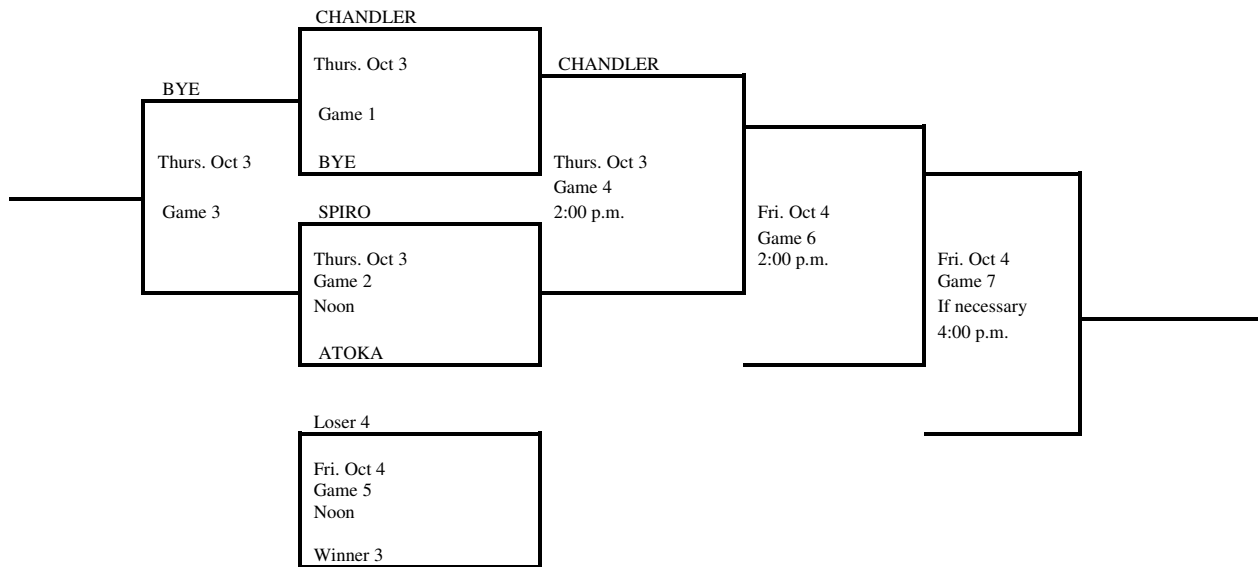 CHANDLER
Thurs. Oct 3
CHANDLER
BYE
Game 1
Thurs. Oct 3
BYE
Thurs. Oct 3
Game 4
2:00 p.m.
Game 3
SPIRO
Fri. Oct 4
Game 6
2:00 p.m.
Thurs. Oct 3
Game 2
Noon
Fri. Oct 4
Game 7
If necessary
4:00 p.m.
ATOKA
Loser 4
Fri. Oct 4
Game 5
Noon
Winner 3